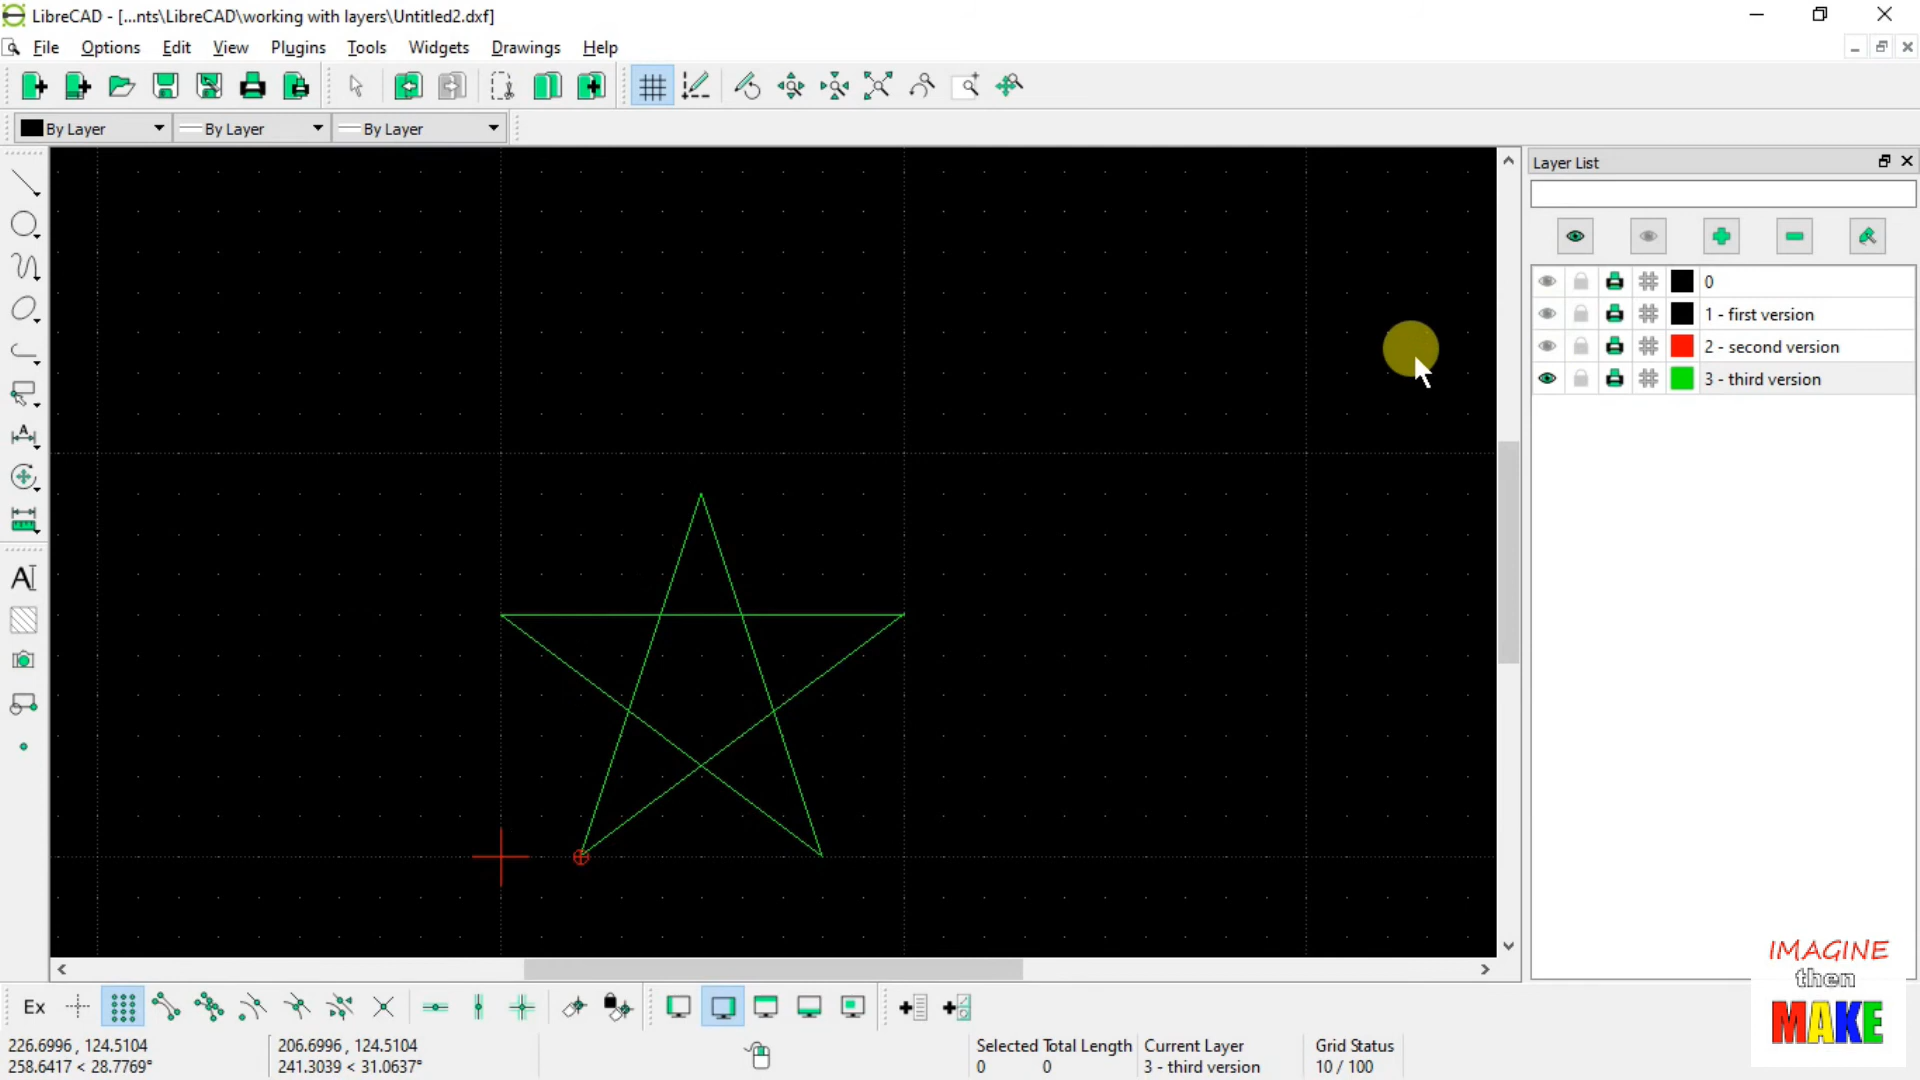 LibreCAD - [...nts\LibreCAD\working with layers\Untitled2.dxf]
File Options Edit View Plugins Tools Widgets Drawings Help
By Layer By Layer By Layer
Layer List
0
1 - first version
2 - second version
3 - third version
A
IMAGINE
then
MAKE
Ex
226.6996 , 124.5104
258.6417 < 28.7769°
206.6996 , 124.5104
241.3039 < 31.0637°
Selected Total Length
0 0
Current Layer
3 - third version
Grid Status
10 / 100